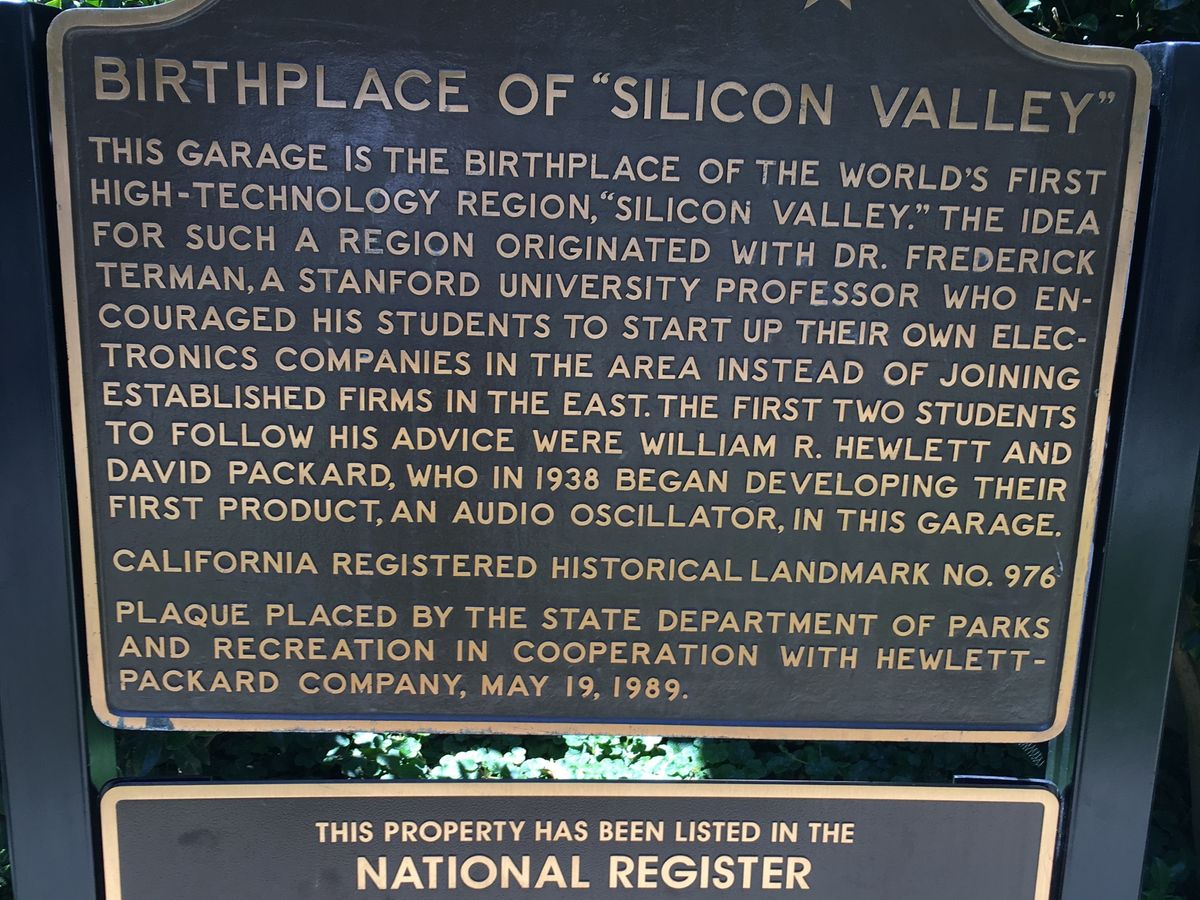 BIRTHPLACE OF “SILICON VALLEY”
THIS GARAGE IS THE BIRTHPLACE OF THE WORLD'S FIRST
HIGH-TECHNOLOGY REGION, “SILICON VALLEY.” THE IDEA
FOR SUCH A REGION ORIGINATED WITH DR. FREDERICK
TERMAN, A STANFORD UNIVERSITY PROFESSOR WHO EN-
COURAGED HIS STUDENTS TO START UP THEIR OWN ELEC-
TRONICS COMPANIES IN THE AREA INSTEAD OF JOINING
ESTABLISHED FIRMS IN THE EAST. THE FIRST TWO STUDENTS
TO FOLLOW HIS ADVICE WERE WILLIAM R. HEWLETT AND
DAVID PACKARD, WHO IN 1938 BEGAN DEVELOPING THEIR
FIRST PRODUCT, AN AUDIO OSCILLATOR, IN THIS GARAGE.
CALIFORNIA REGISTERED HISTORICAL LANDMARK NO. 976
PLAQUE PLACED BY THE STATE DEPARTMENT OF PARKS
AND RECREATION IN COOPERATION WITH HEWLETT-
PACKARD COMPANY, MAY 19, 1989.
THIS PROPERTY HAS BEEN LISTED IN THE
NATIONAL REGISTER